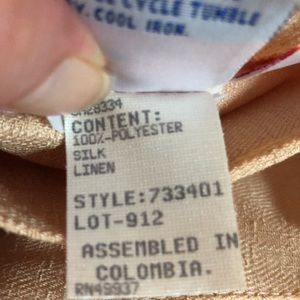 CYCLE TUMBLE
COOL IRON.
CONTENT:
100%-POLYESTER
SILK
LINEN
STYLE:733401
LOT-912
ASSEMBLED IN
COLOMBIA.
RN49937